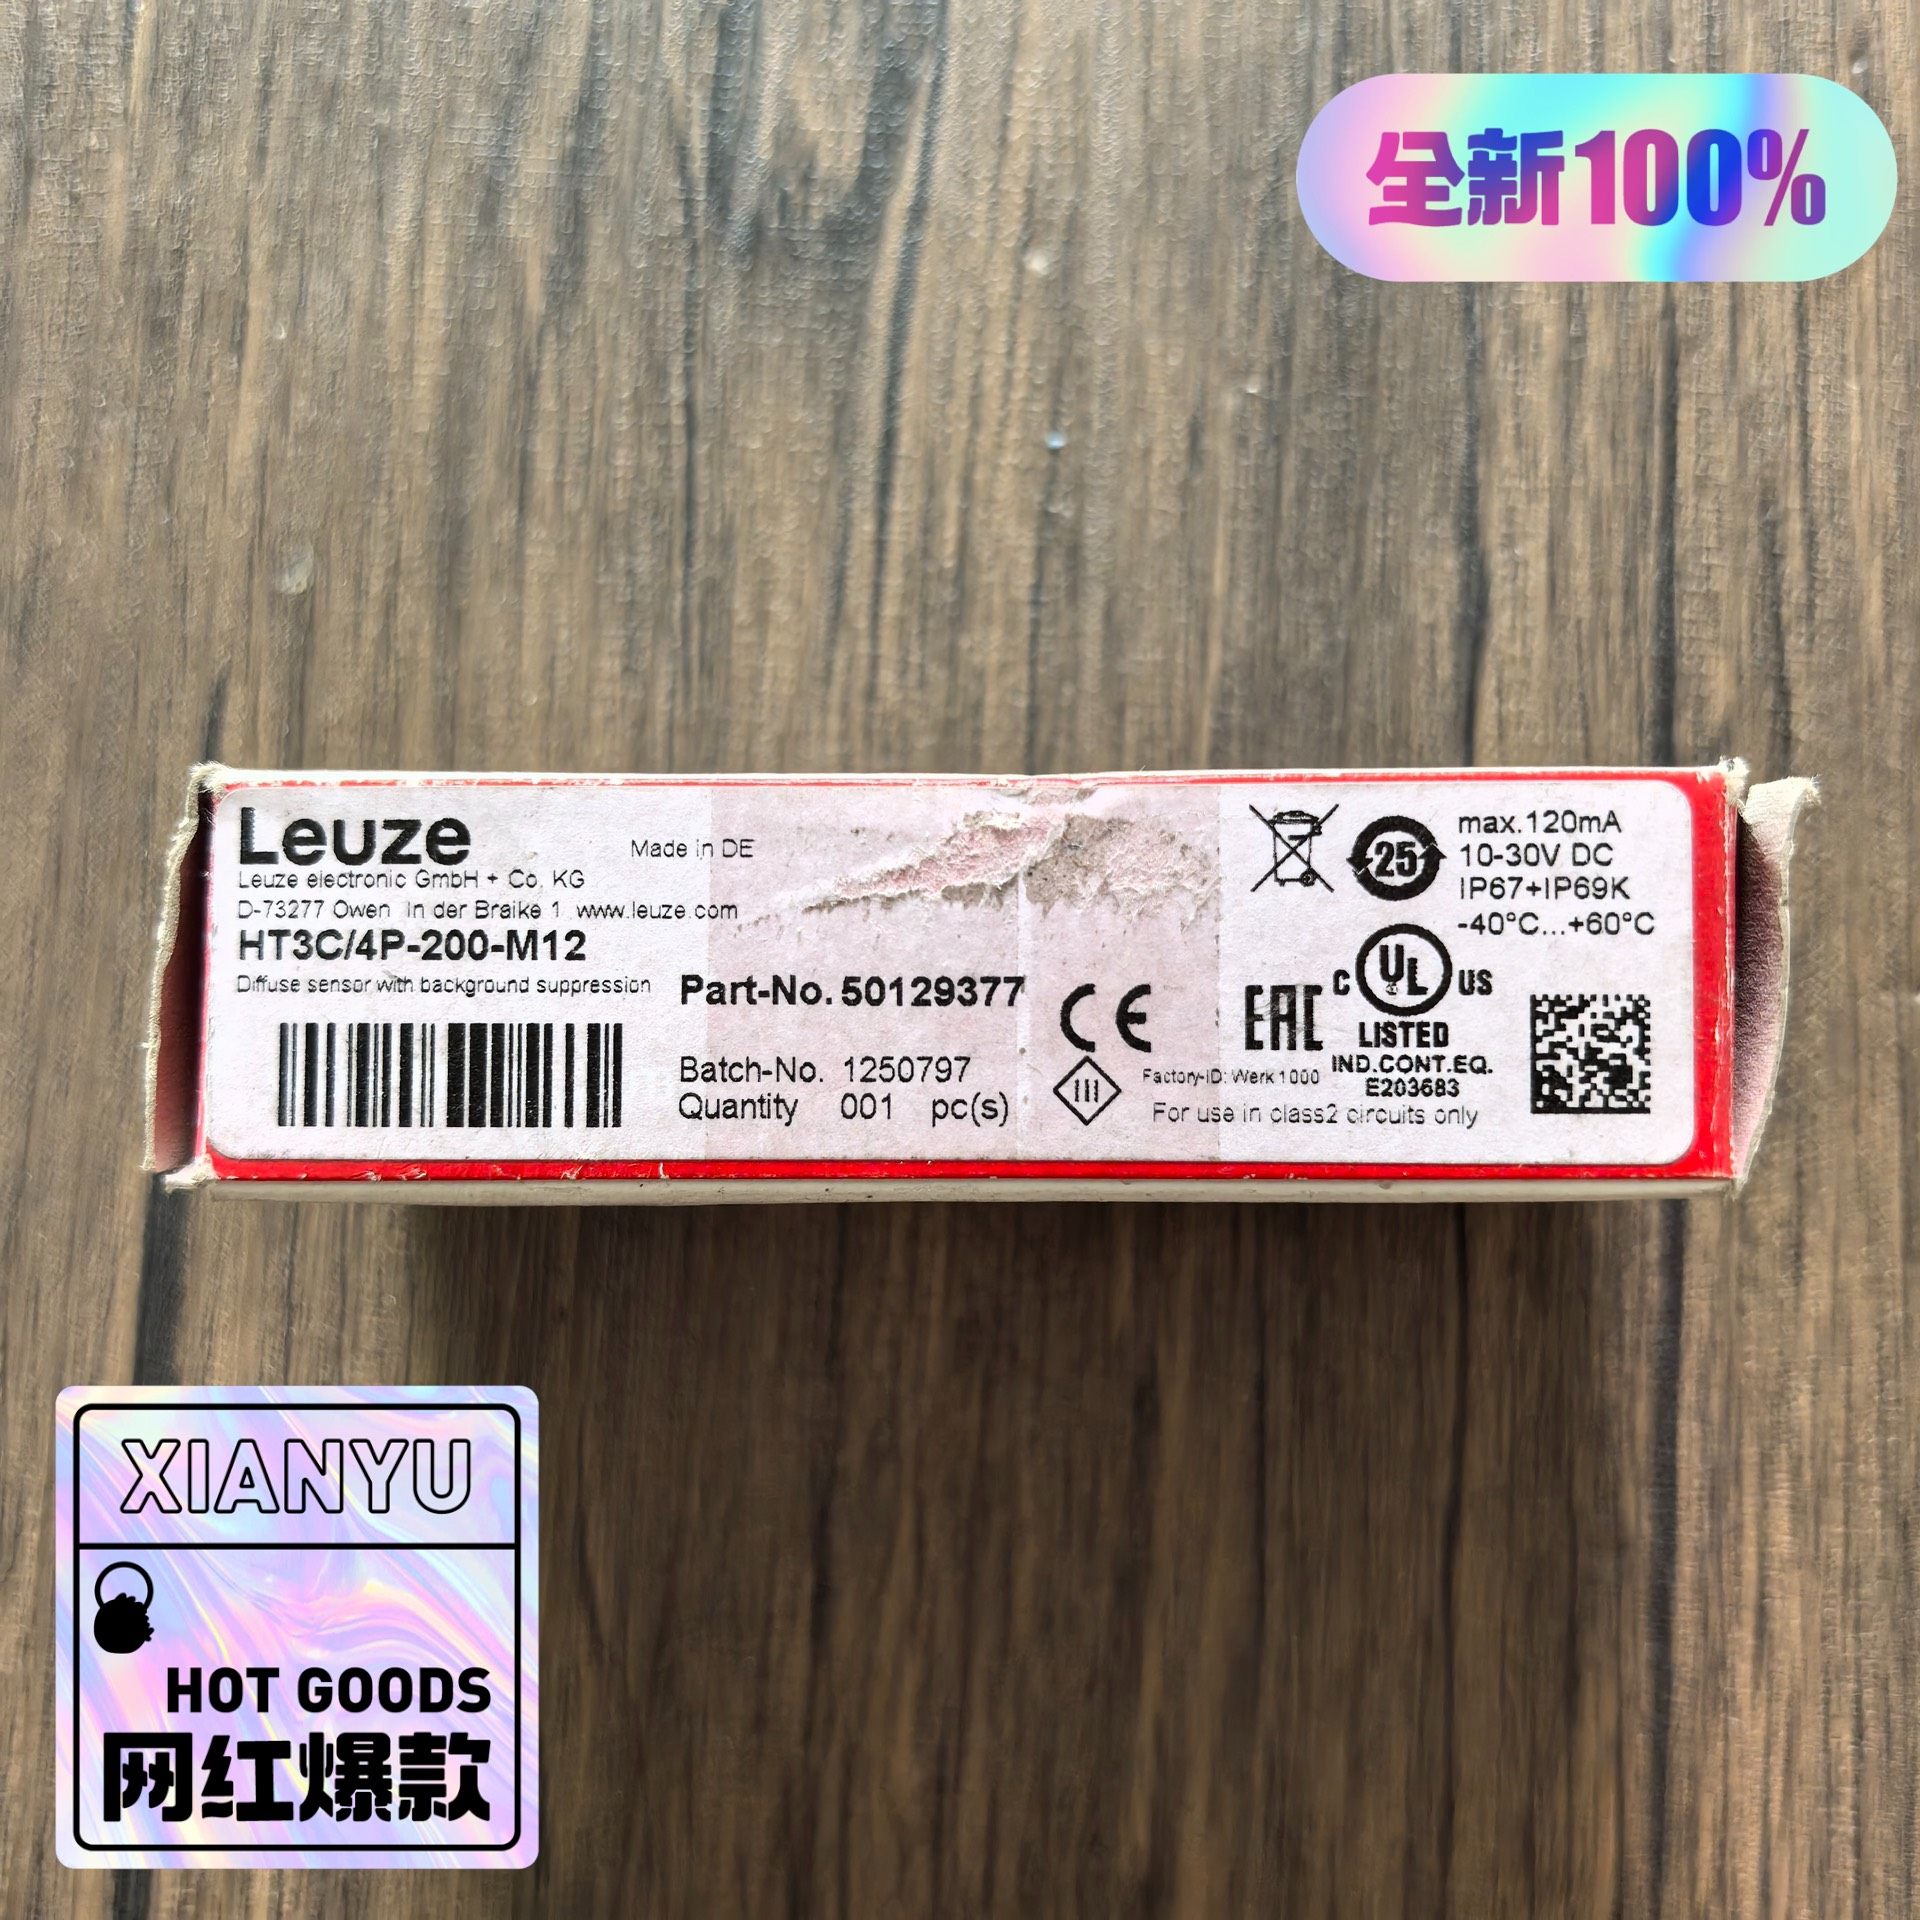 全新100%
Leuze
Made in DE
Leuze electronic GmbH + Co. KG
D-73277 Owen In der Braike 1 www.leuze.com
HT3C/4P-200-M12
Diffuse sensor with background suppression
Part-No. 50129377
Batch-No. 1250797
Quantity 001 pc(s)
CE
III
EAC
25
max.120mA
10-30V DC
IP67+IP69K
-40°C...+60°C
C UL US
LISTED
IND.CONT.EQ.
E203683
Factory-ID: Werk 1000
For use in class2 circuits only
XIANYU
HOT GOODS
网红爆款